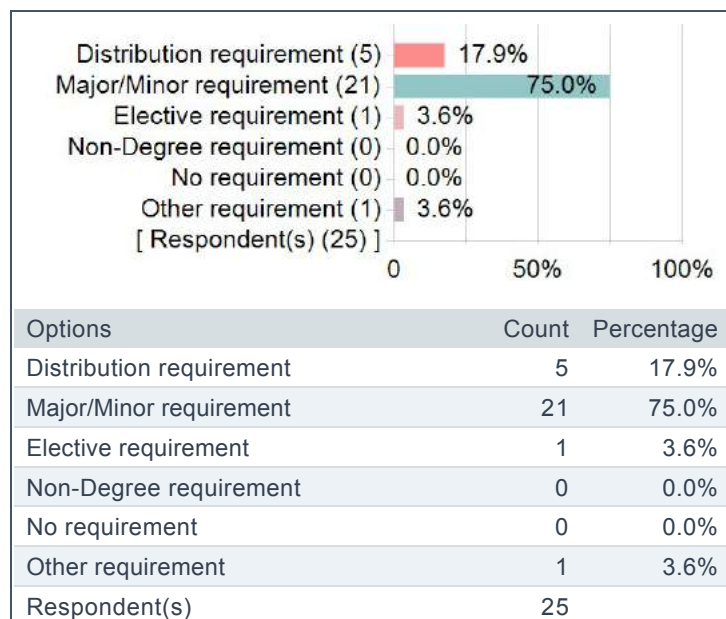 Distribution requirement (5) 17.9%
Major/Minor requirement (21) 75.0%
Elective requirement (1) 3.6%
Non-Degree requirement (0) 0.0%
No requirement (0) 0.0%
Other requirement (1) 3.6%
[ Respondent(s) (25) ]
0 50% 100%
Options Count Percentage
Distribution requirement 5 17.9%
Major/Minor requirement 21 75.0%
Elective requirement 1 3.6%
Non-Degree requirement 0 0.0%
No requirement 0 0.0%
Other requirement 1 3.6%
Respondent(s) 25